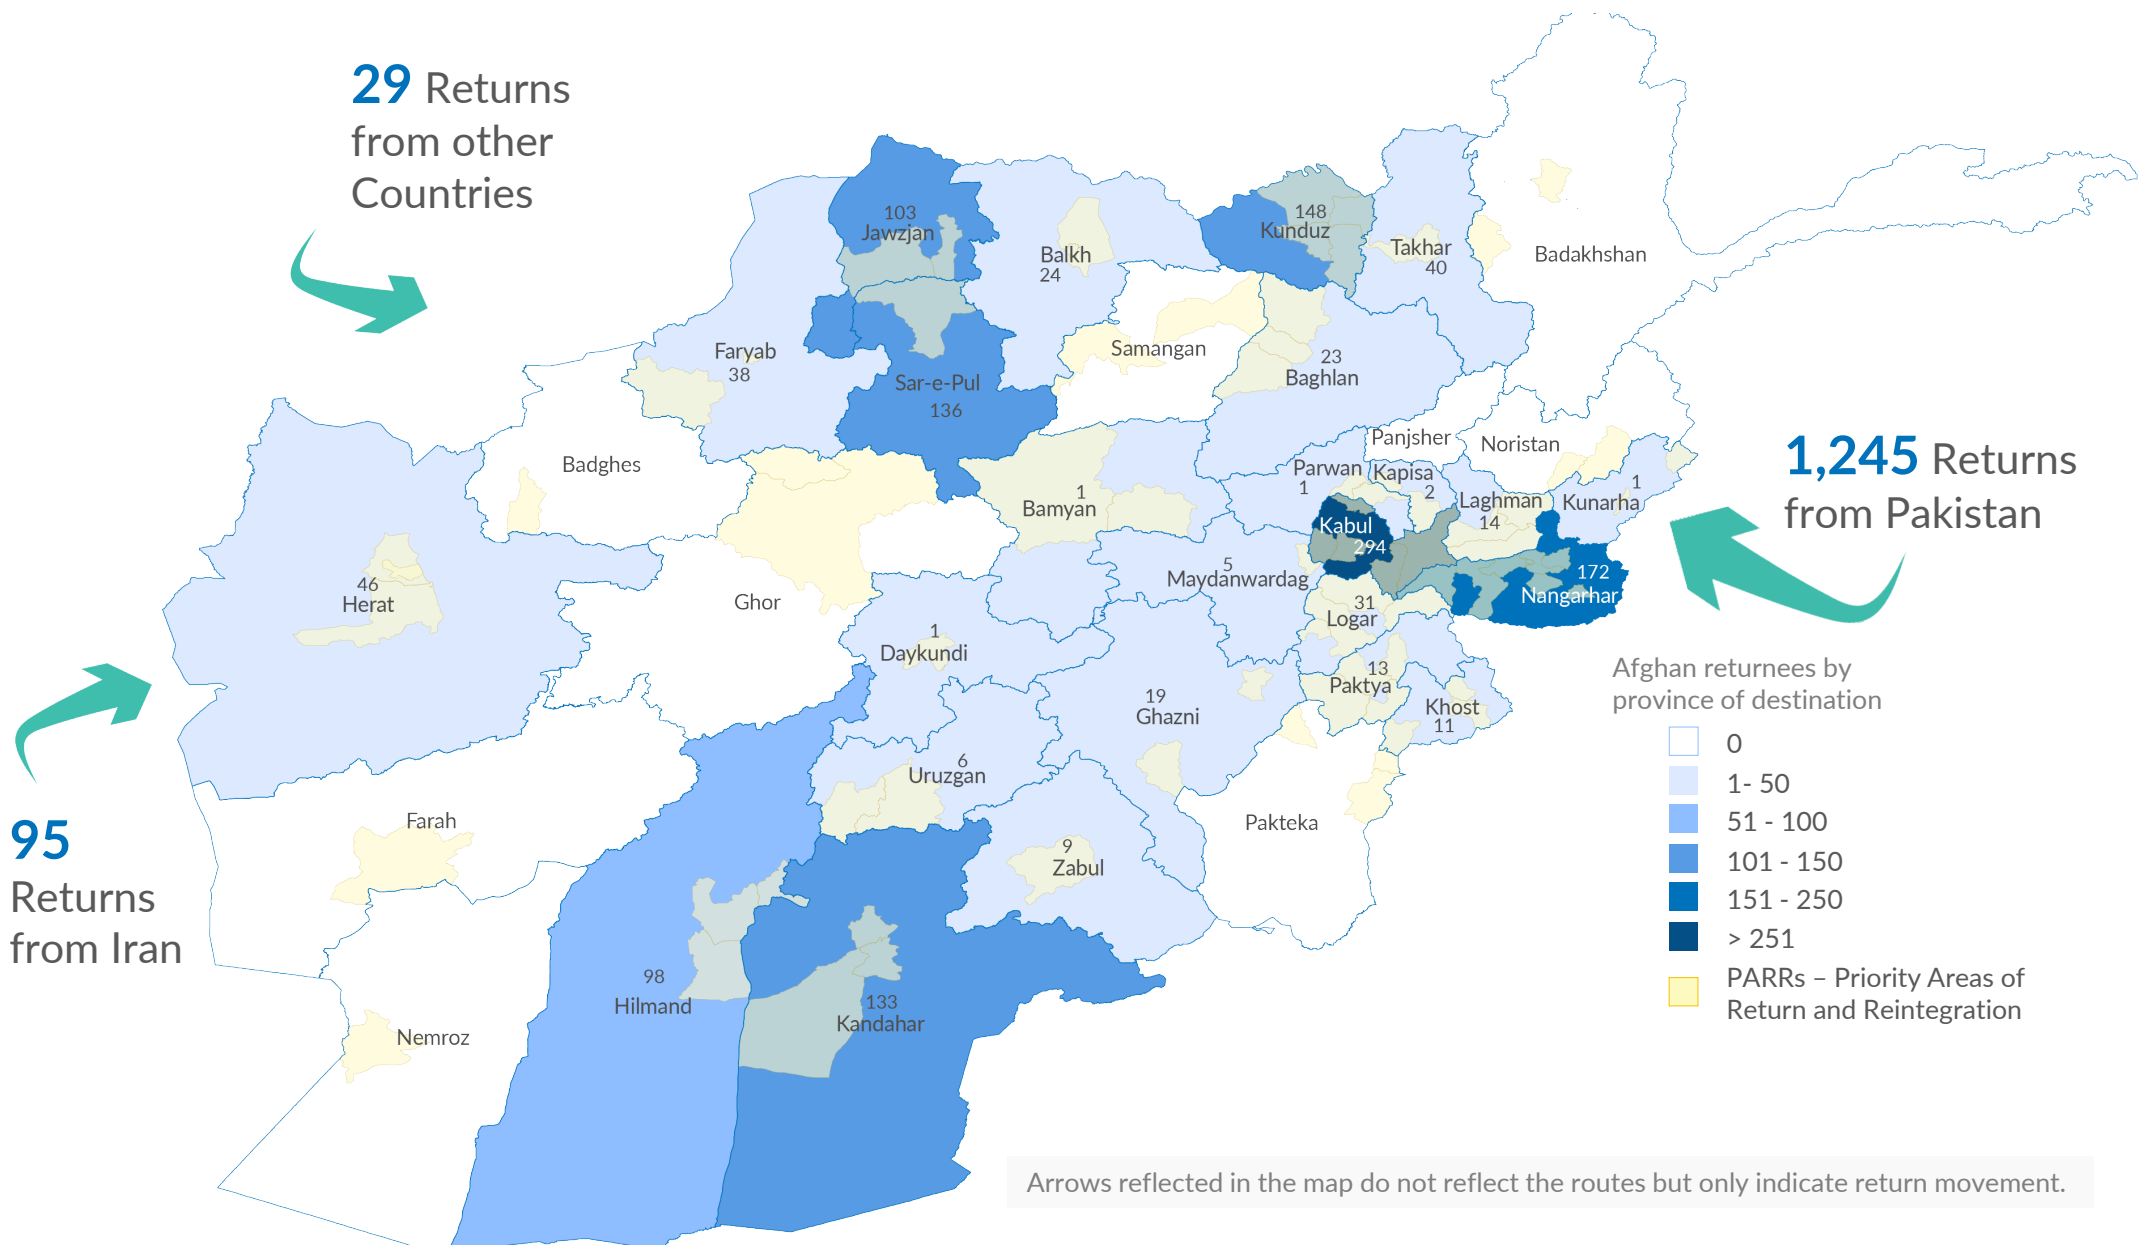 29 Returns
from other
Countries
103
Jawzjan
148
Kunduz
Balkh
24
Takhar
40
Badakhshan
Faryab
38
Samangan
23
Baghlan
Sar-e-Pul
136
Badghes
Panjsher
Noristan
1,245 Returns
from Pakistan
1
Bamyan
Parwan
1
Kapisa
2
Laghman
14
1
Kunarha
Kabul
294
172
Nangarhar
46
Herat
Ghor
5
Maydanwardag
31
Logar
1
Daykundi
13
Paktya
19
Ghazni
Khost
11
6
Uruzgan
95
Returns
from Iran
Farah
Pakteka
9
Zabul
98
Hilmand
133
Kandahar
Nemroz
Afghan returnees by
province of destination
0
1- 50
51 - 100
101 - 150
151 - 250
> 251
PARRs – Priority Areas of
Return and Reintegration
Arrows reflected in the map do not reflect the routes but only indicate return movement.